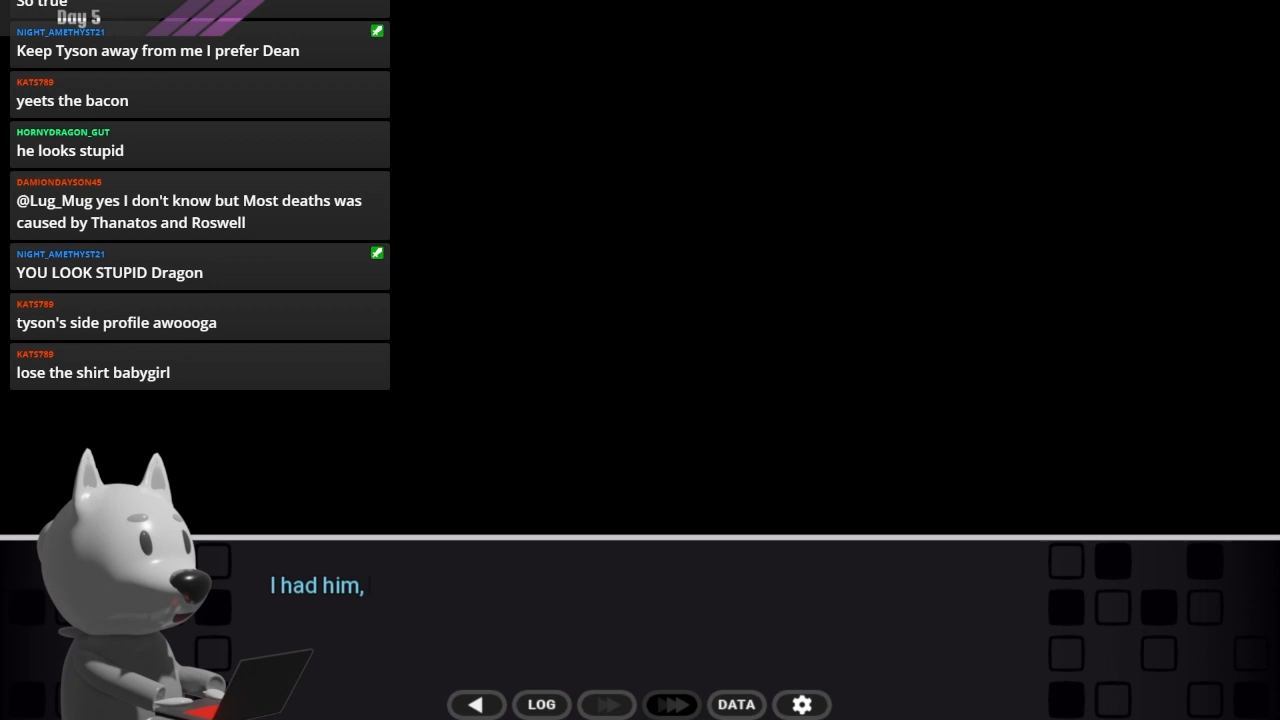 So true
Day 5
NIGHT_AMETHYST21
Keep Tyson away from me I prefer Dean
KATS789
yeets the bacon
HORNYDRAGON_GUT
he looks stupid
DAMIONDAYSON45
@Lug_Mug yes I don't know but Most deaths was
caused by Thanatos and Roswell
NIGHT_AMETHYST21
YOU LOOK STUPID Dragon
KATS789
tyson's side profile awoooga
KATS789
lose the shirt babygirl
I had him,
LOG
DATA